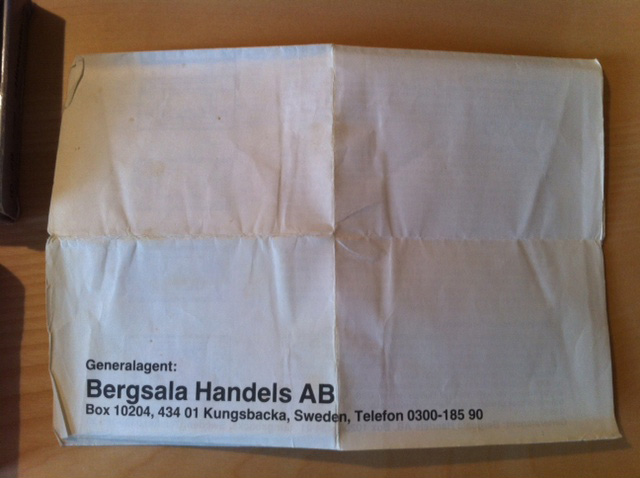 Generalagent:
Bergsala Handels AB
Box 10204, 434 01 Kungsbacka, Sweden, Telefon 0300-185 90